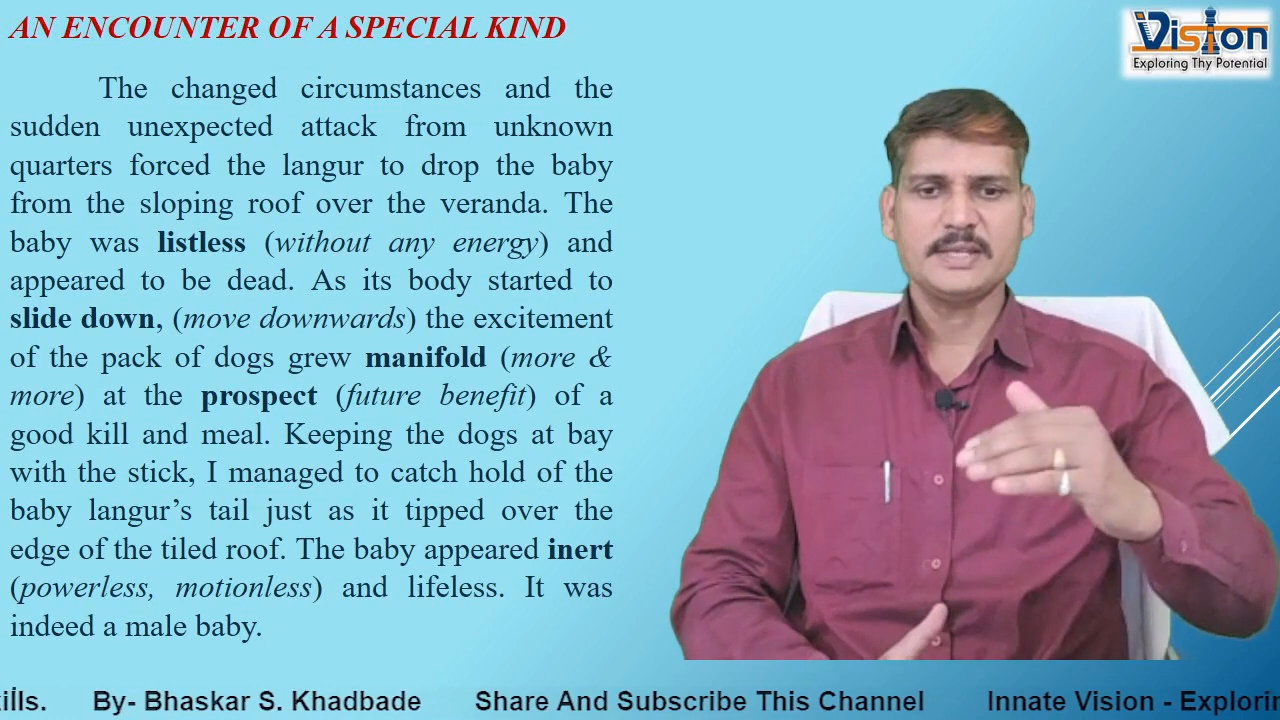 AN ENCOUNTER OF A SPECIAL KIND
Vision
Exploring Thy Potential
The changed circumstances and the
sudden unexpected attack from unknown
quarters forced the langur to drop the baby
from the sloping roof over the veranda. The
baby was listless (without any energy) and
appeared to be dead. As its body started to
slide down, (move downwards) the excitement
of the pack of dogs grew manifold (more &
more) at the prospect (future benefit) of a
good kill and meal. Keeping the dogs at bay
with the stick, I managed to catch hold of the
baby langur’s tail just as it tipped over the
edge of the tiled roof. The baby appeared inert
(powerless, motionless) and lifeless. It was
indeed a male baby.
By- Bhaskar S. Khadbade Share And Subscribe This Channel Innate Vision -